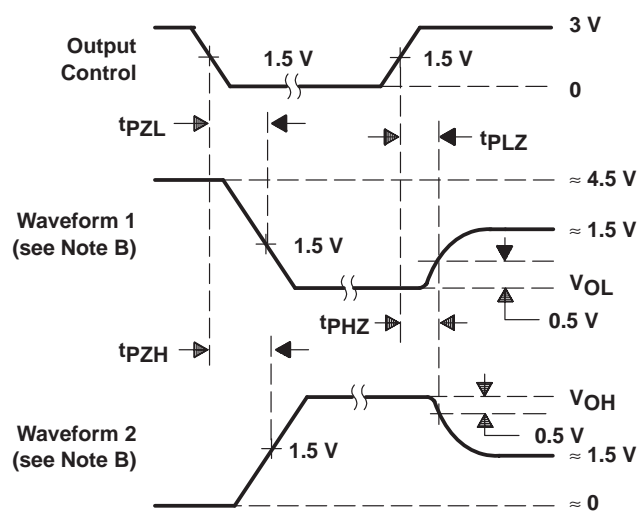 3 V
Output
Control
1.5 V
1.5 V
0
tPZL
tPLZ
≈ 4.5 V
Waveform 1
(see Note B)
1.5 V
≈ 1.5 V
VOL
0.5 V
tPHZ
tPZH
VOH
0.5 V
Waveform 2
(see Note B)
1.5 V
≈ 1.5 V
≈ 0